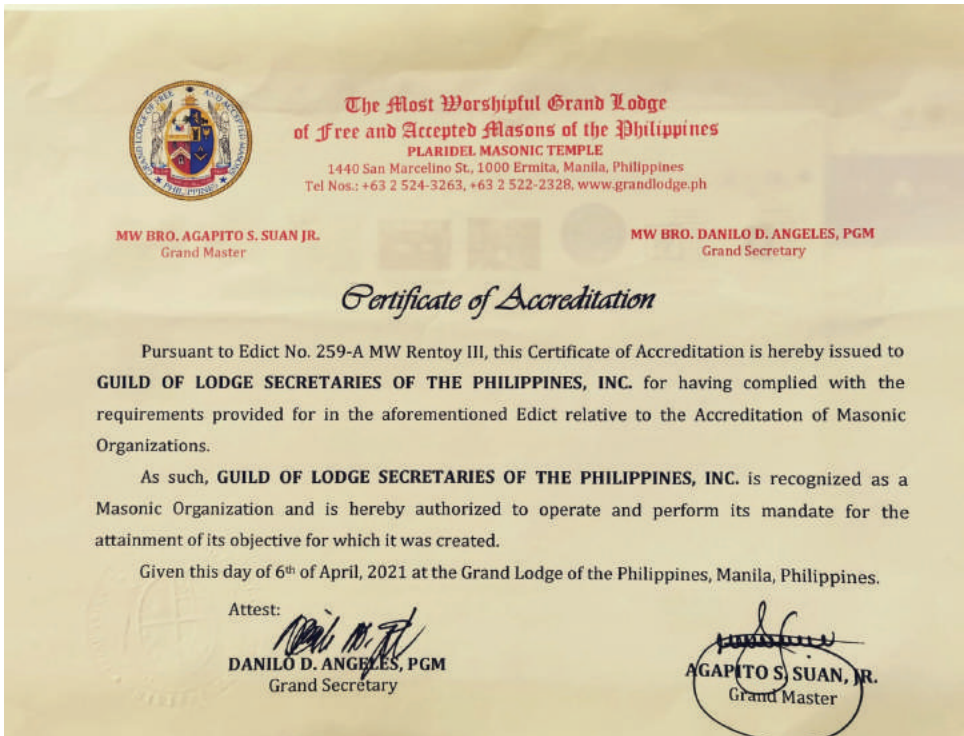 GRAND LODGE OF FREE AND ACCEPTED MASONS
PHILIPPINES
The Most Worshipful Grand Lodge
of Free and Accepted Masons of the Philippines
PLARIDEL MASONIC TEMPLE
1440 San Marcelino St., 1000 Ermita, Manila, Philippines
Tel Nos.: +63 2 524-3263, +63 2 522-2328, www.grandlodge.ph
MW BRO. AGAPITO S. SUAN JR.
Grand Master
MW BRO. DANILO D. ANGELES, PGM
Grand Secretary
Certificate of Accreditation
Pursuant to Edict No. 259-A MW Rentoy III, this Certificate of Accreditation is hereby issued to
GUILD OF LODGE SECRETARIES OF THE PHILIPPINES, INC. for having complied with the
requirements provided for in the aforementioned Edict relative to the Accreditation of Masonic
Organizations.
As such, GUILD OF LODGE SECRETARIES OF THE PHILIPPINES, INC. is recognized as a
Masonic Organization and is hereby authorized to operate and perform its mandate for the
attainment of its objective for which it was created.
Given this day of 6th of April, 2021 at the Grand Lodge of the Philippines, Manila, Philippines.
Attest:
DANILO D. ANGELES, PGM
Grand Secretary
AGAPITO S. SUAN, JR.
Grand Master